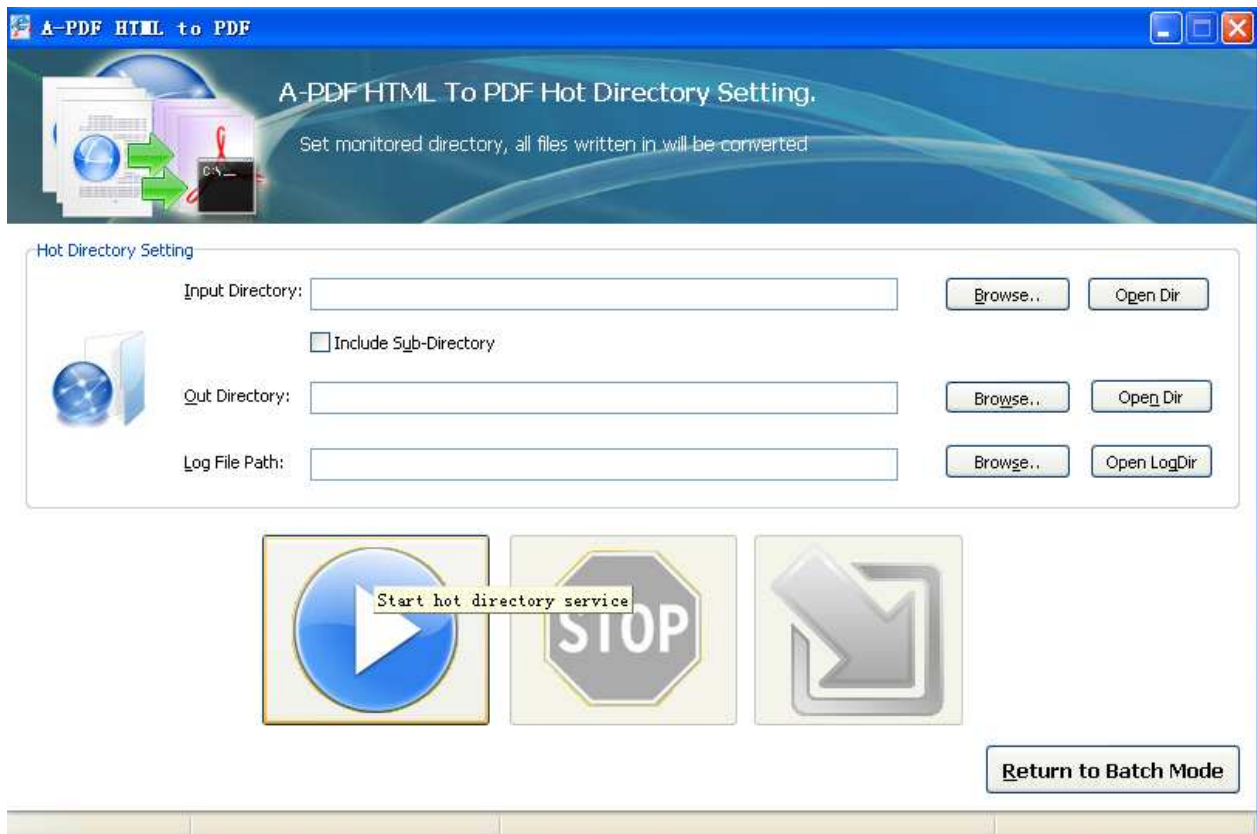 A-PDF HTML to PDF
A-PDF HTML To PDF Hot Directory Setting.
Set monitored directory, all files written in will be converted
C:\_
Hot Directory Setting
Input Directory:
Browse..
Open Dir
Include Sub-Directory
Out Directory:
Browse..
Open Dir
Log File Path:
Browse..
Open LogDir
Start hot directory service
STOP
Return to Batch Mode